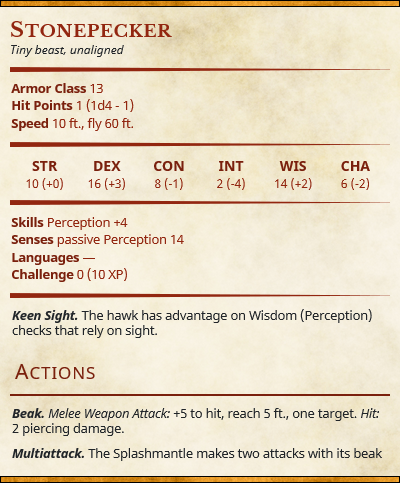 STONEPECKER
Tiny beast, unaligned
Armor Class 13
Hit Points 1 (1d4 - 1)
Speed 10 ft., fly 60 ft.
STR DEX CON INT WIS CHA
10 (+0) 16 (+3) 8 (-1) 2 (-4) 14 (+2) 6 (-2)
Skills Perception +4
Senses passive Perception 14
Languages —
Challenge 0 (10 XP)
Keen Sight. The hawk has advantage on Wisdom (Perception)
checks that rely on sight.
ACTIONS
Beak. Melee Weapon Attack: +5 to hit, reach 5 ft., one target. Hit:
2 piercing damage.
Multiattack. The Splashmantle makes two attacks with its beak